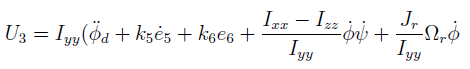 U_3 = I_{yy}(\ddot{\phi}_d + k_5\dot{e}_5 + k_6e_6 + \frac{I_{xx} - I_{zz}}{I_{yy}}\dot{\phi}\dot{\psi} + \frac{J_r}{I_{yy}}\Omega_r\dot{\phi}